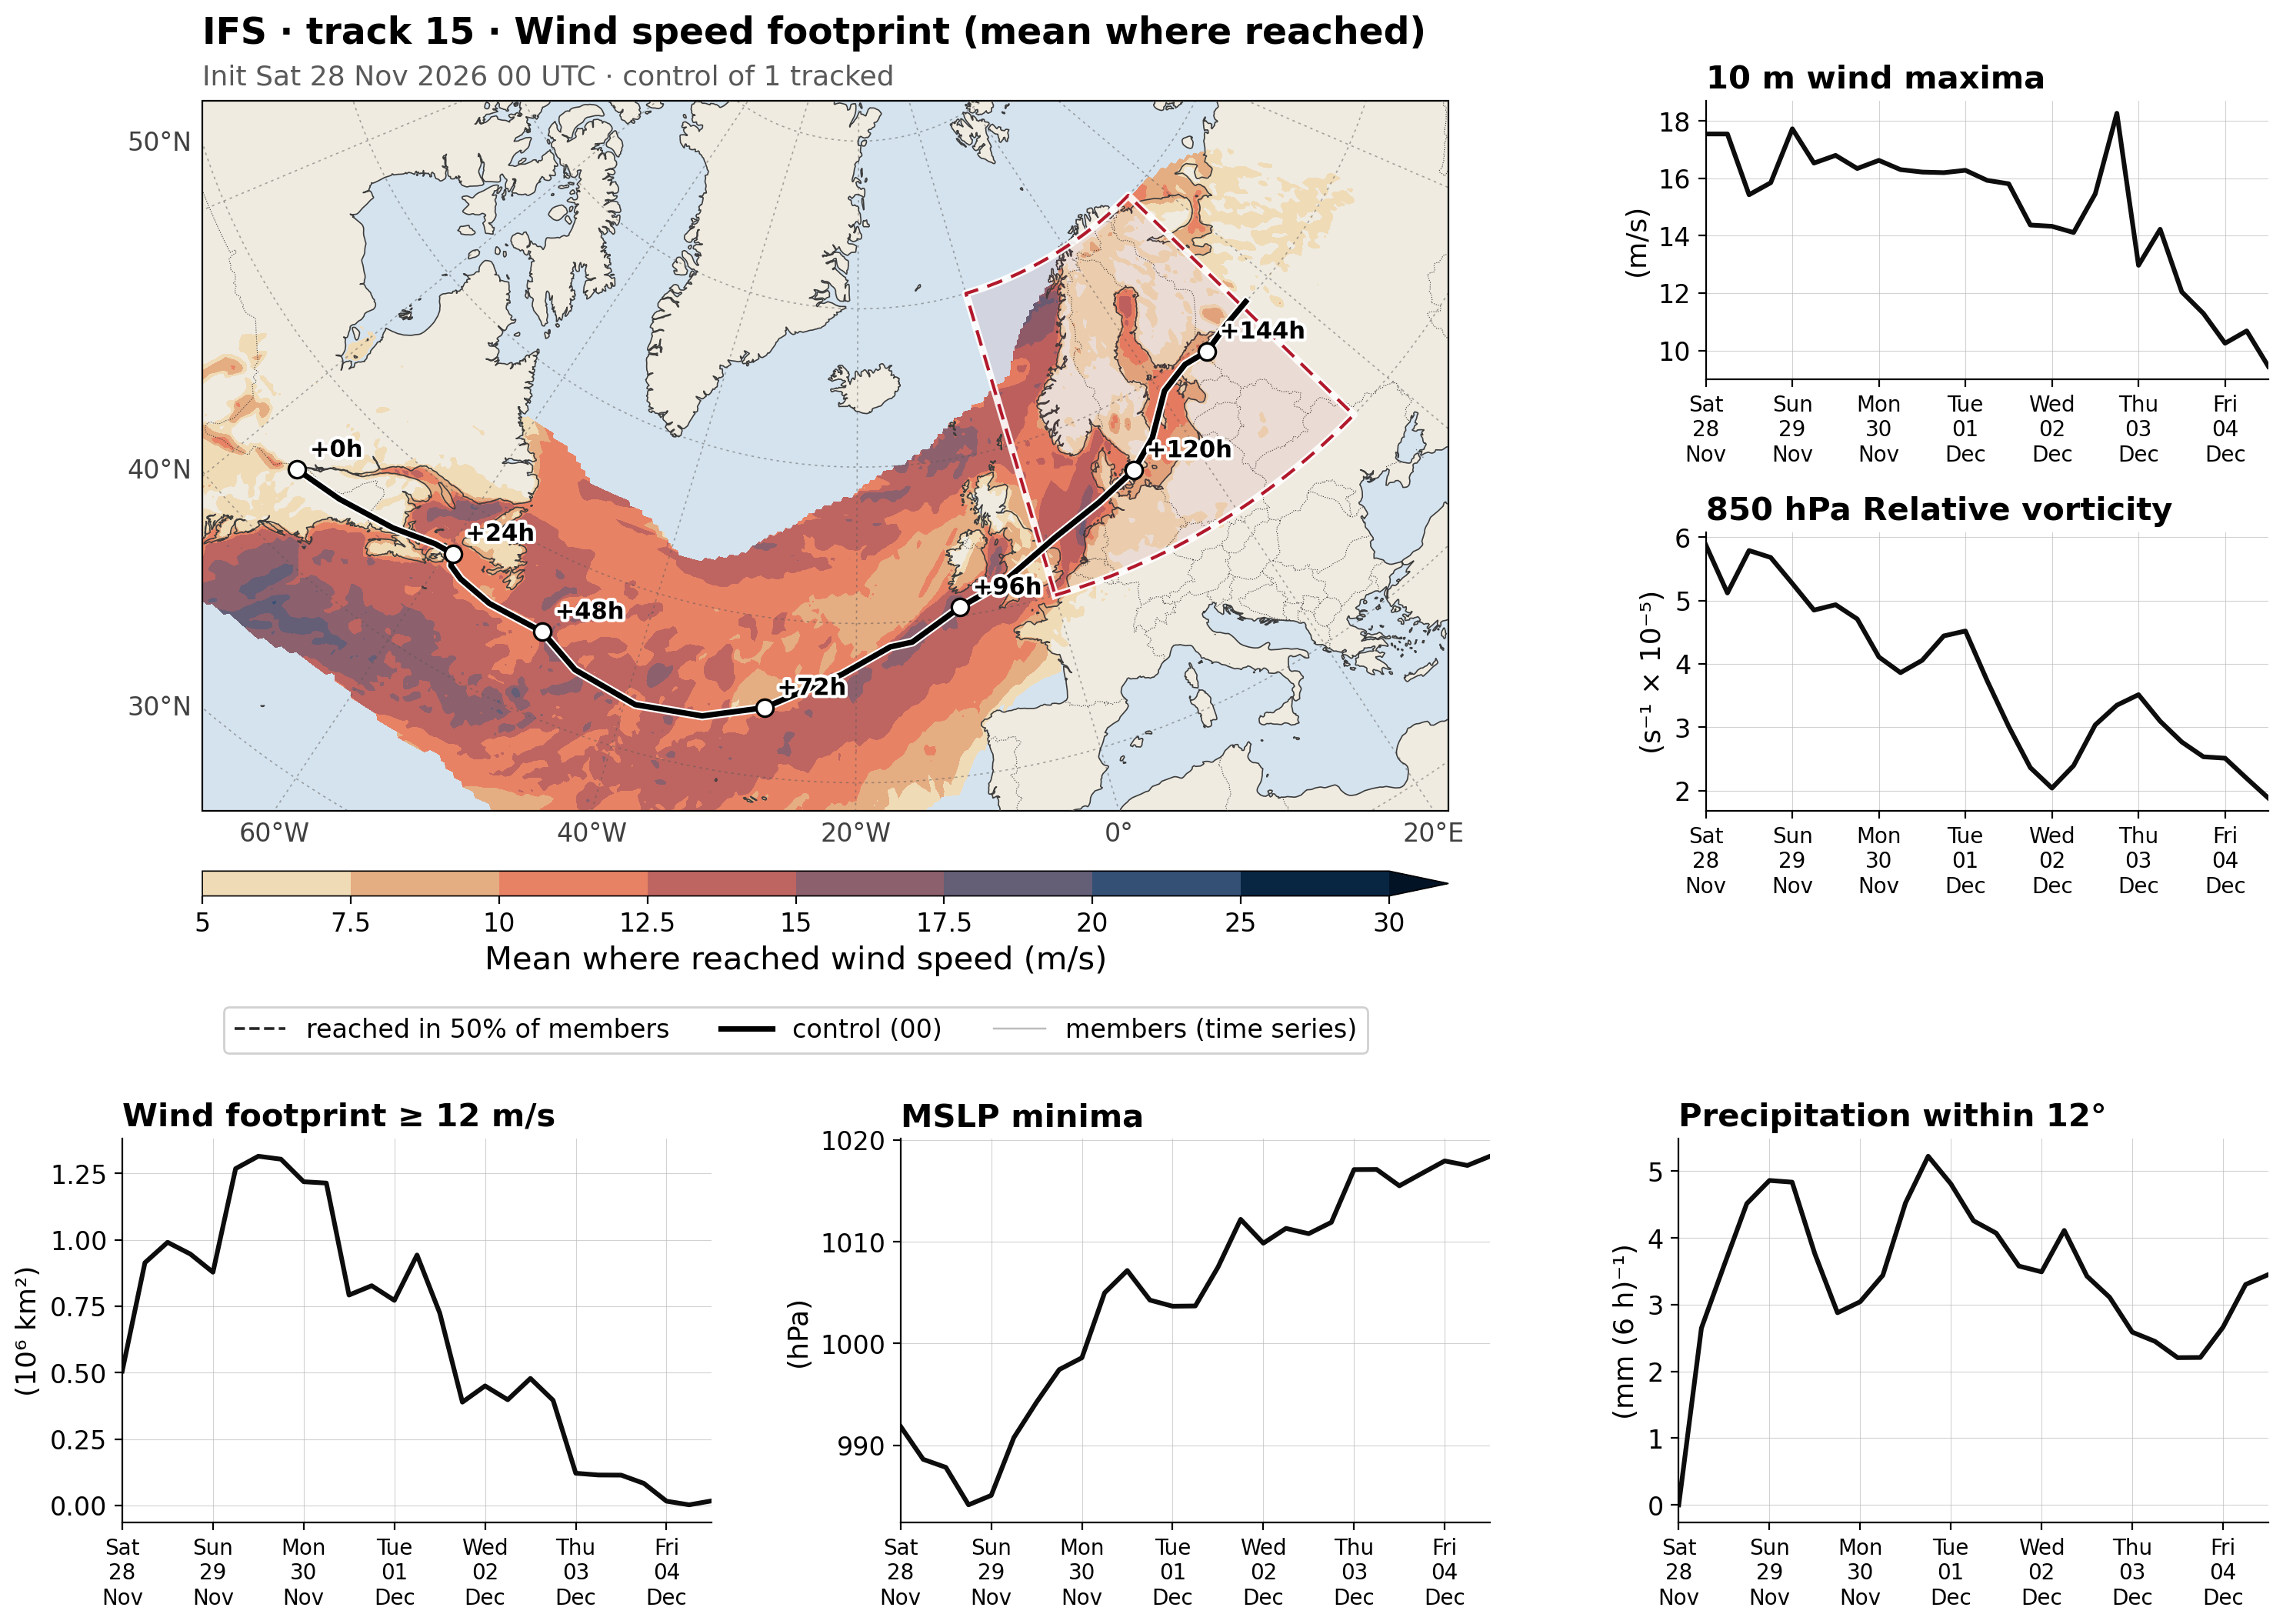 IFS · track 15 · Wind speed footprint (mean where reached)
Init Sat 28 Nov 2026 00 UTC · control of 1 tracked
50°N
40°N
30°N
60°W
40°W
20°W
0°
20°E
+0h
+24h
+48h
+72h
+96h
+120h
+144h
5
7.5
10
12.5
15
17.5
20
25
30
Mean where reached wind speed (m/s)
reached in 50% of members
control (00)
members (time series)
10 m wind maxima
(m/s)
18
16
14
12
10
Sat 28 Nov
Sun 29 Nov
Mon 30 Nov
Tue 01 Dec
Wed 02 Dec
Thu 03 Dec
Fri 04 Dec
850 hPa Relative vorticity
(s⁻¹ × 10⁻⁵)
6
5
4
3
2
Sat 28 Nov
Sun 29 Nov
Mon 30 Nov
Tue 01 Dec
Wed 02 Dec
Thu 03 Dec
Fri 04 Dec
Wind footprint ≥ 12 m/s
(10⁶ km²)
1.25
1.00
0.75
0.50
0.25
0.00
Sat 28 Nov
Sun 29 Nov
Mon 30 Nov
Tue 01 Dec
Wed 02 Dec
Thu 03 Dec
Fri 04 Dec
MSLP minima
(hPa)
1020
1010
1000
990
Sat 28 Nov
Sun 29 Nov
Mon 30 Nov
Tue 01 Dec
Wed 02 Dec
Thu 03 Dec
Fri 04 Dec
Precipitation within 12°
(mm (6 h)⁻¹)
5
4
3
2
1
0
Sat 28 Nov
Sun 29 Nov
Mon 30 Nov
Tue 01 Dec
Wed 02 Dec
Thu 03 Dec
Fri 04 Dec